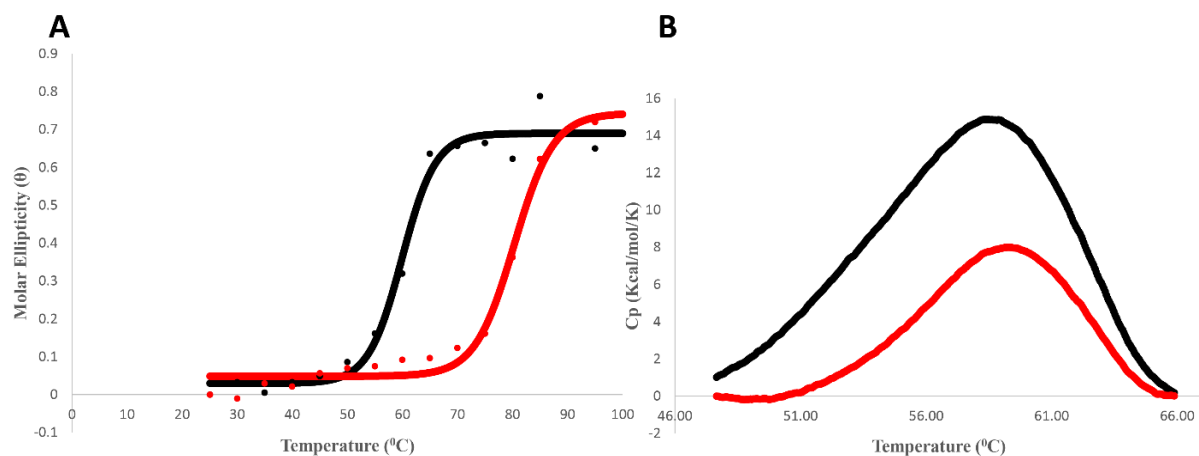 A
0.9
0.8
0.7
0.6
0.5
0.4
0.3
0.2
0.1
0
-0.1
Molar Ellipticity (θ)
0 10 20 30 40 50 60 70 80 90 100
Temperature (⁰C)
B
16
14
12
10
8
6
4
2
0
-2
Cp (Kcal/mol/K)
46.00 51.00 56.00 61.00 66.00
Temperature (⁰C)